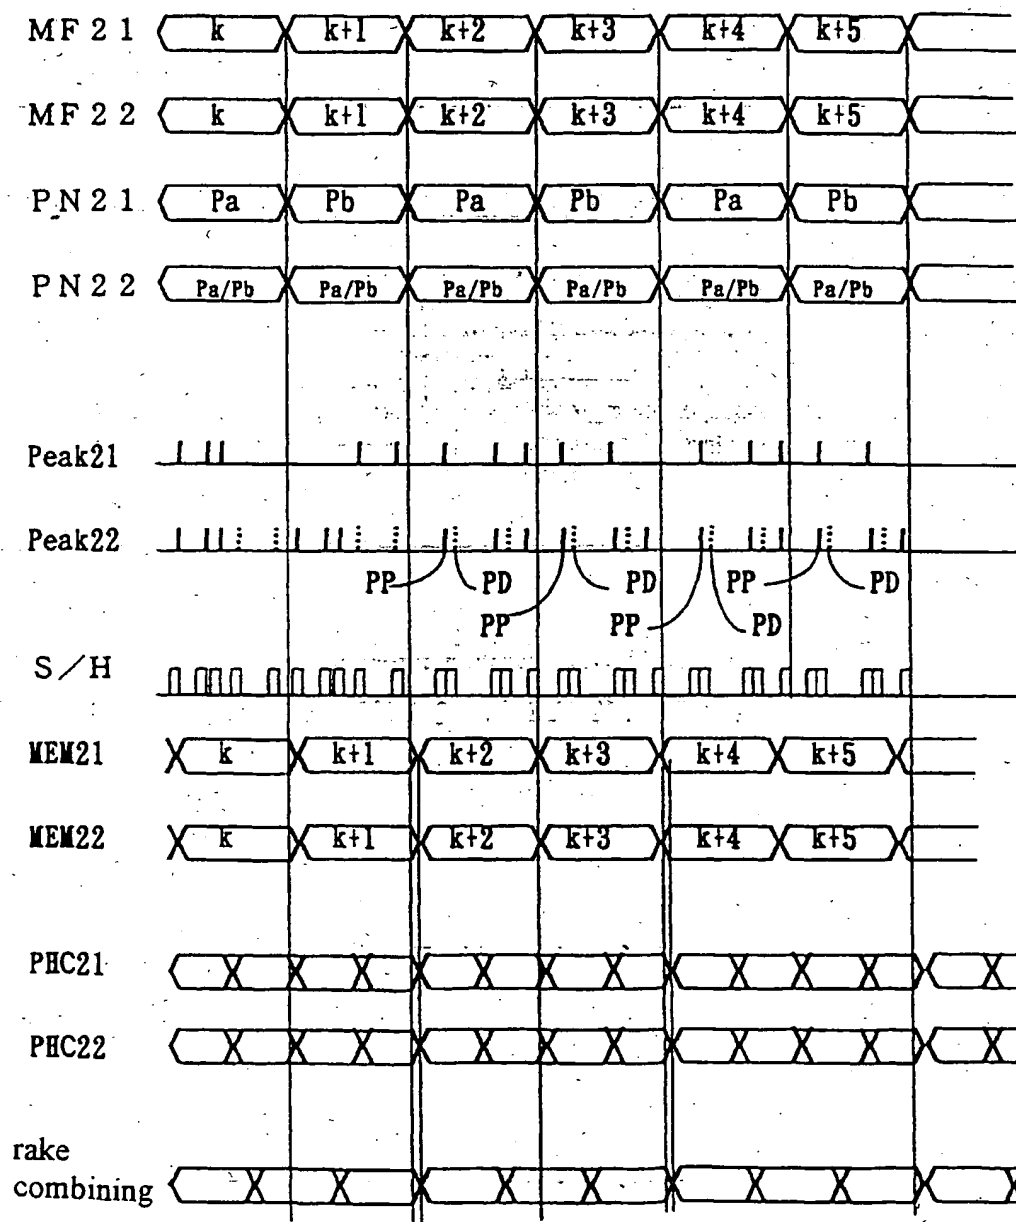 MF21 k k+1 k+2 k+3 k+4 k+5
MF22 k k+1 k+2 k+3 k+4 k+5
PN21 Pa Pb Pa Pb Pa Pb
PN22 Pa/Pb Pa/Pb Pa/Pb Pa/Pb Pa/Pb Pa/Pb
Peak21
Peak22
PP PD PD PP PD
PP PP PD
S/H
MEM21 k k+1 k+2 k+3 k+4 k+5
MEM22 k k+1 k+2 k+3 k+4 k+5
PHC21
PHC22
rake
combining